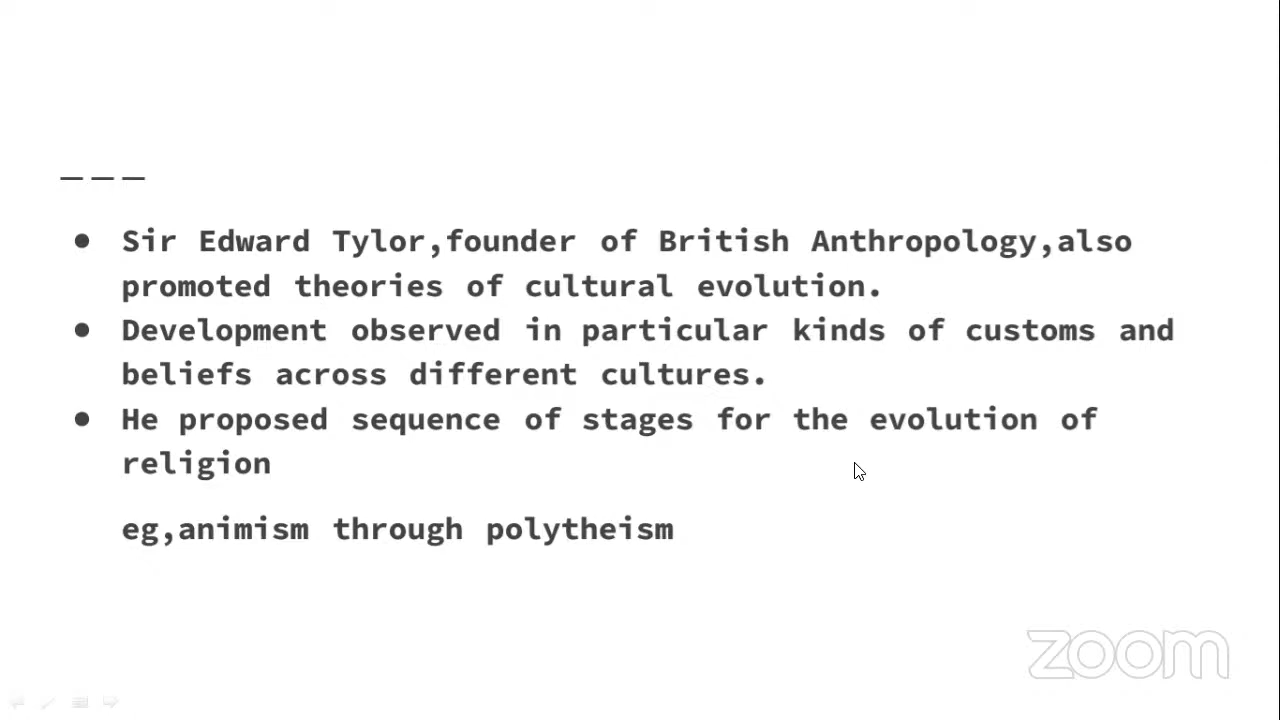 — — —
● Sir Edward Tylor,founder of British Anthropology,also
promoted theories of cultural evolution.
● Development observed in particular kinds of customs and
beliefs across different cultures.
● He proposed sequence of stages for the evolution of
religion
eg,animism through polytheism
zoom